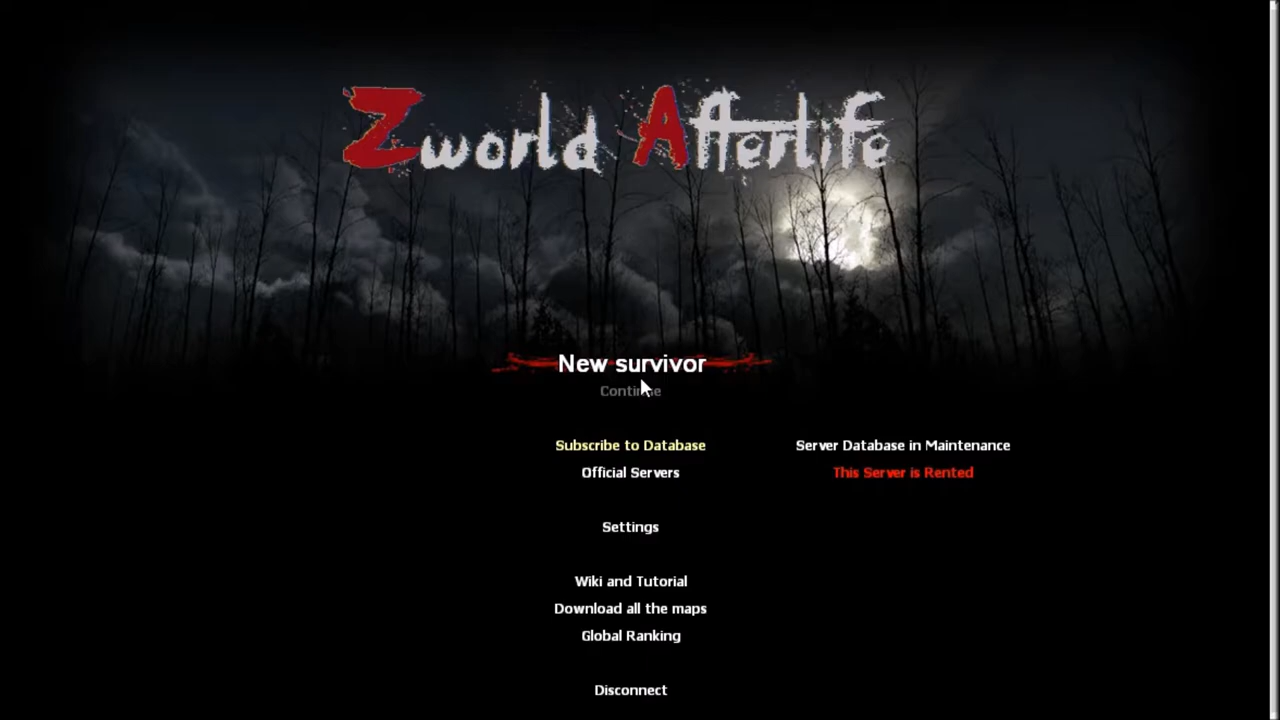 Zworld Afterlife
New survivor
Continue
Subscribe to Database
Server Database in Maintenance
Official Servers
This Server is Rented
Settings
Wiki and Tutorial
Download all the maps
Global Ranking
Disconnect